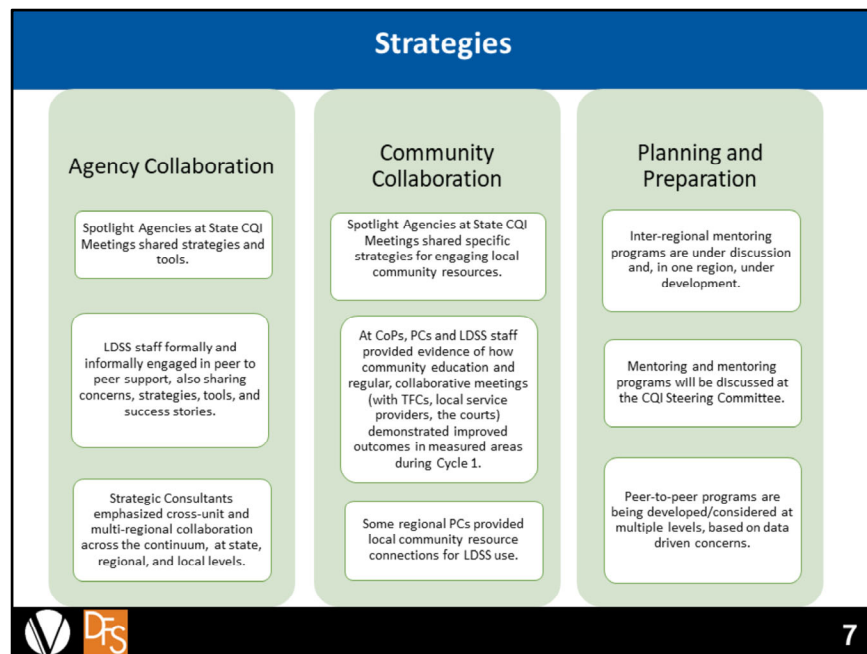 Strategies
Agency Collaboration
Spotlight Agencies at State CQI
Meetings shared strategies and
tools.
LDSS staff formally and
informally engaged in peer to
peer support, also sharing
concerns, strategies, tools, and
success stories.
Strategic Consultants
emphasized cross-unit and
multi-regional collaboration
across the continuum, at state,
regional, and local levels.
Community
Collaboration
Spotlight Agencies at State CQI
Meetings shared specific
strategies for engaging local
community resources.
At CoPs, PCs and LDSS staff
provided evidence of how
community education and
regular, collaborative meetings
(with TFCs, local service
providers, the courts)
demonstrated improved
outcomes in measured areas
during Cycle 1.
Some regional PCs provided
local community resource
connections for LDSS use.
Planning and
Preparation
Inter-regional mentoring
programs are under discussion
and, in one region, under
development.
Mentoring and mentoring
programs will be discussed at
the CQI Steering Committee.
Peer-to-peer programs are
being developed/considered at
multiple levels, based on data
driven concerns.
DFS
7